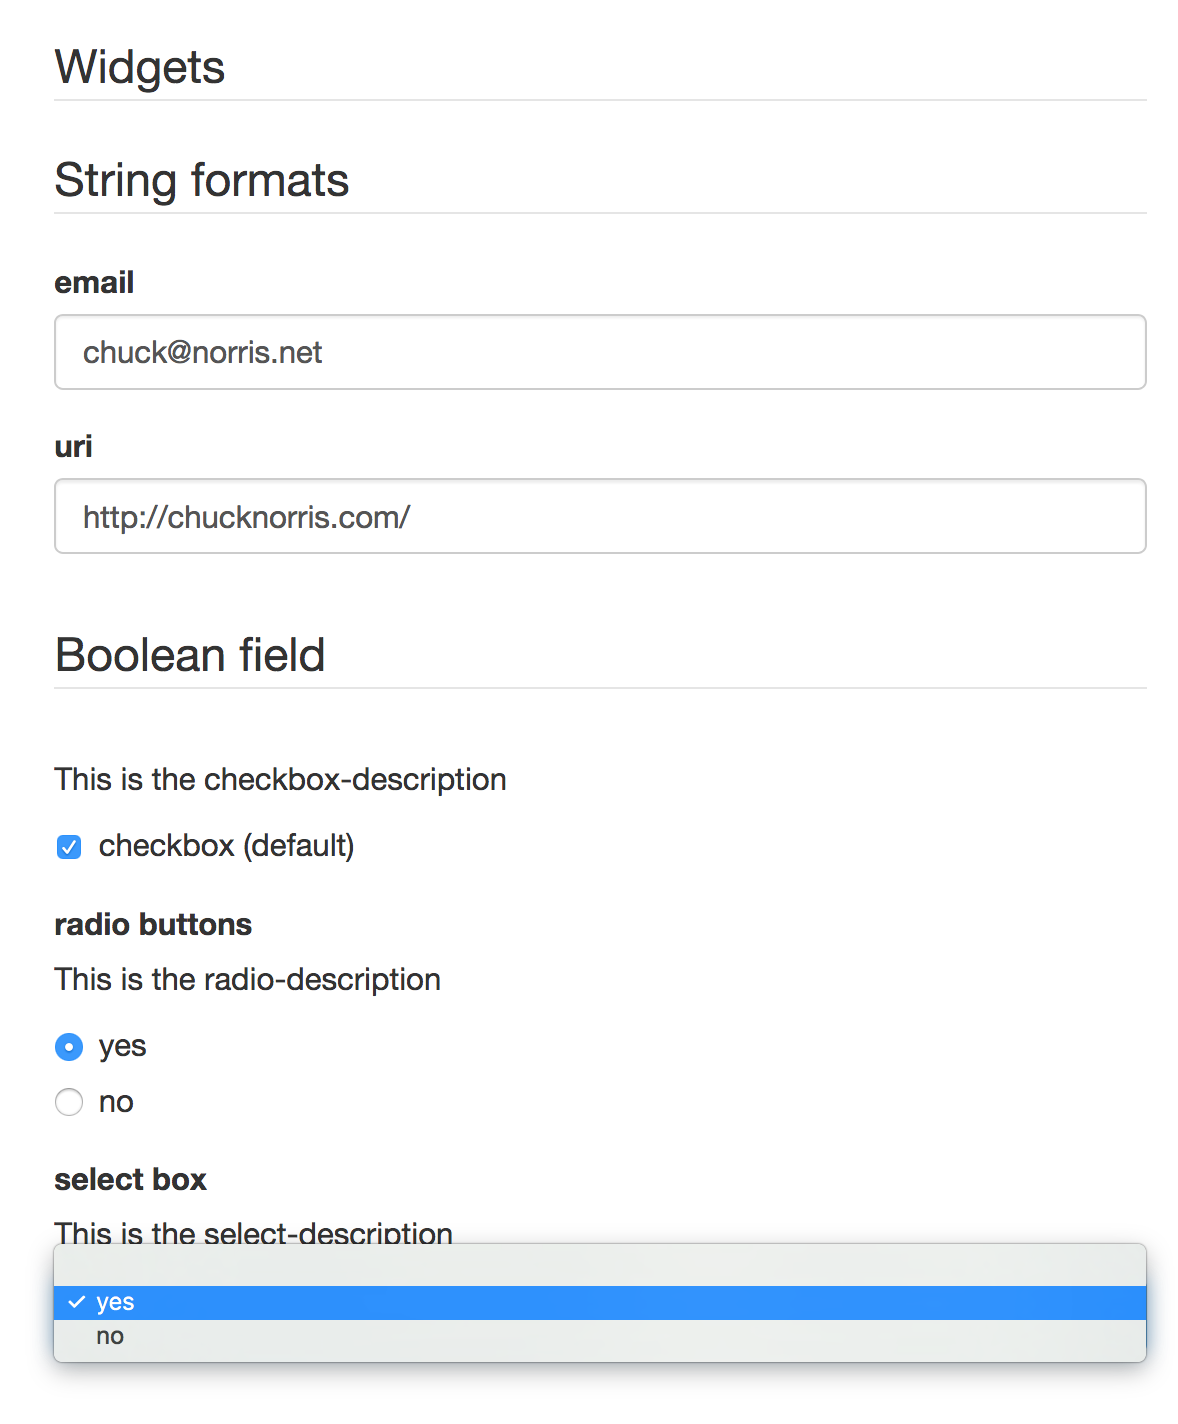 Widgets
String formats
email
chuck@norris.net
uri
http://chucknorris.com/
Boolean field
This is the checkbox-description
checkbox (default)
radio buttons
This is the radio-description
yes
no
select box
This is the select-description
yes
no